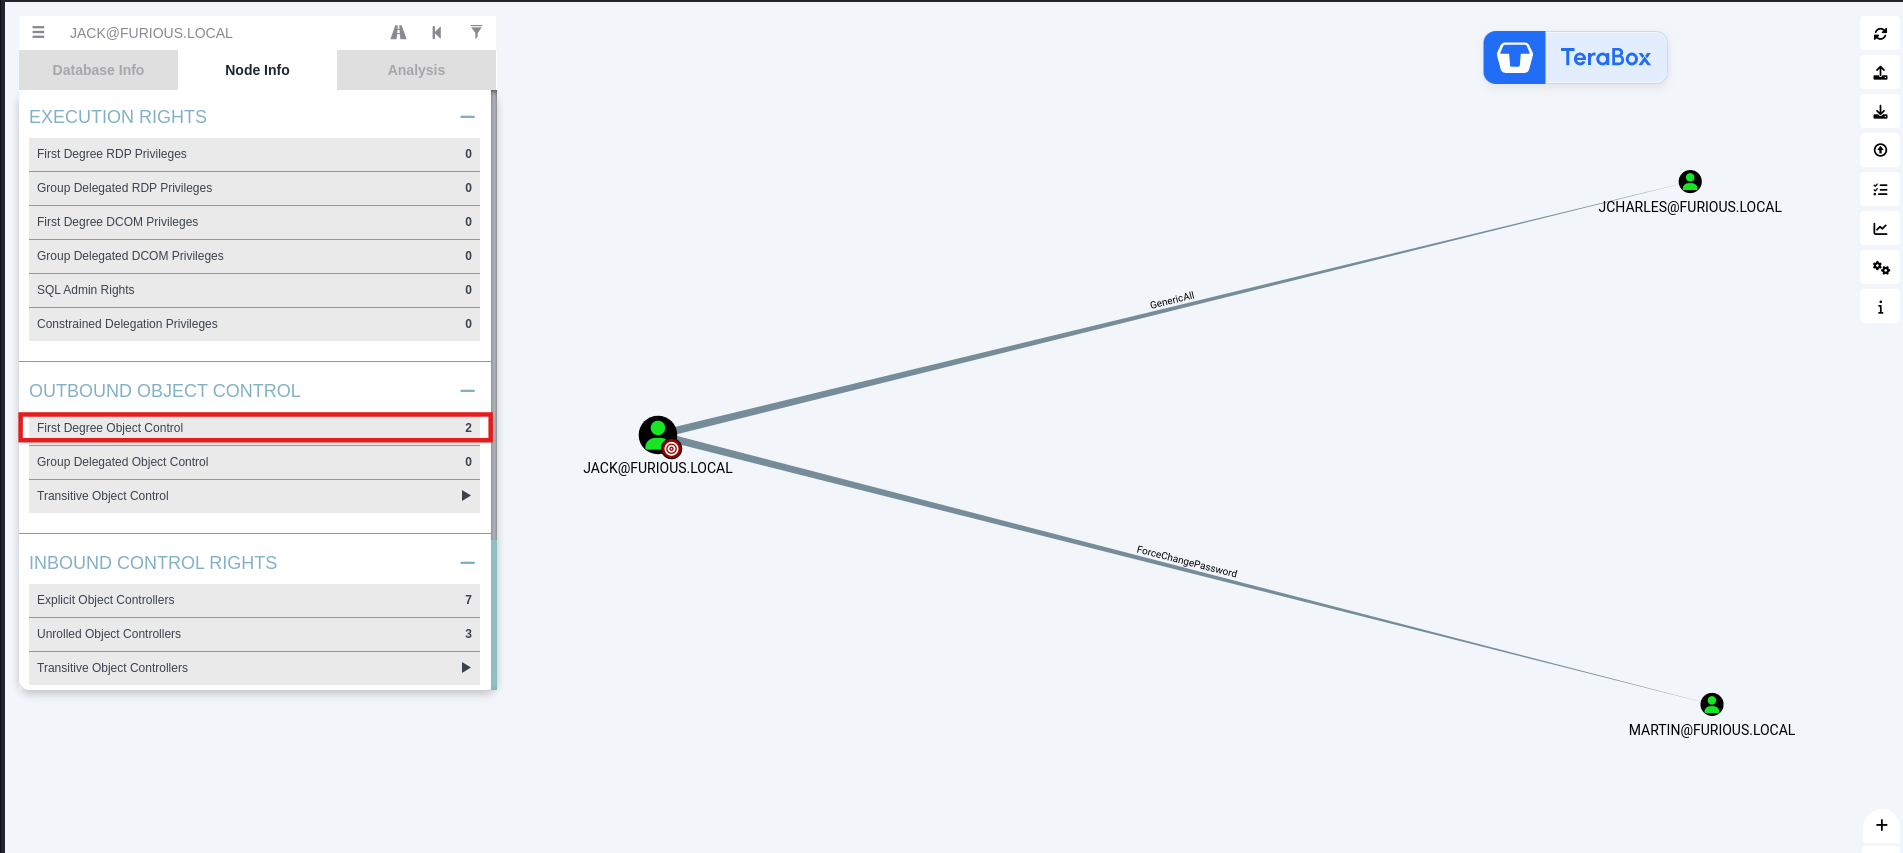 JACK@FURIOUS.LOCAL
Database Info
Node Info
Analysis
EXECUTION RIGHTS
First Degree RDP Privileges 0
Group Delegated RDP Privileges 0
First Degree DCOM Privileges 0
Group Delegated DCOM Privileges 0
SQL Admin Rights 0
Constrained Delegation Privileges 0
OUTBOUND OBJECT CONTROL
First Degree Object Control 2
Group Delegated Object Control 0
Transitive Object Control
INBOUND CONTROL RIGHTS
Explicit Object Controllers 7
Unrolled Object Controllers 3
Transitive Object Controllers
TeraBox
JCHARLES@FURIOUS.LOCAL
GenericAll
JACK@FURIOUS.LOCAL
ForceChangePassword
MARTIN@FURIOUS.LOCAL